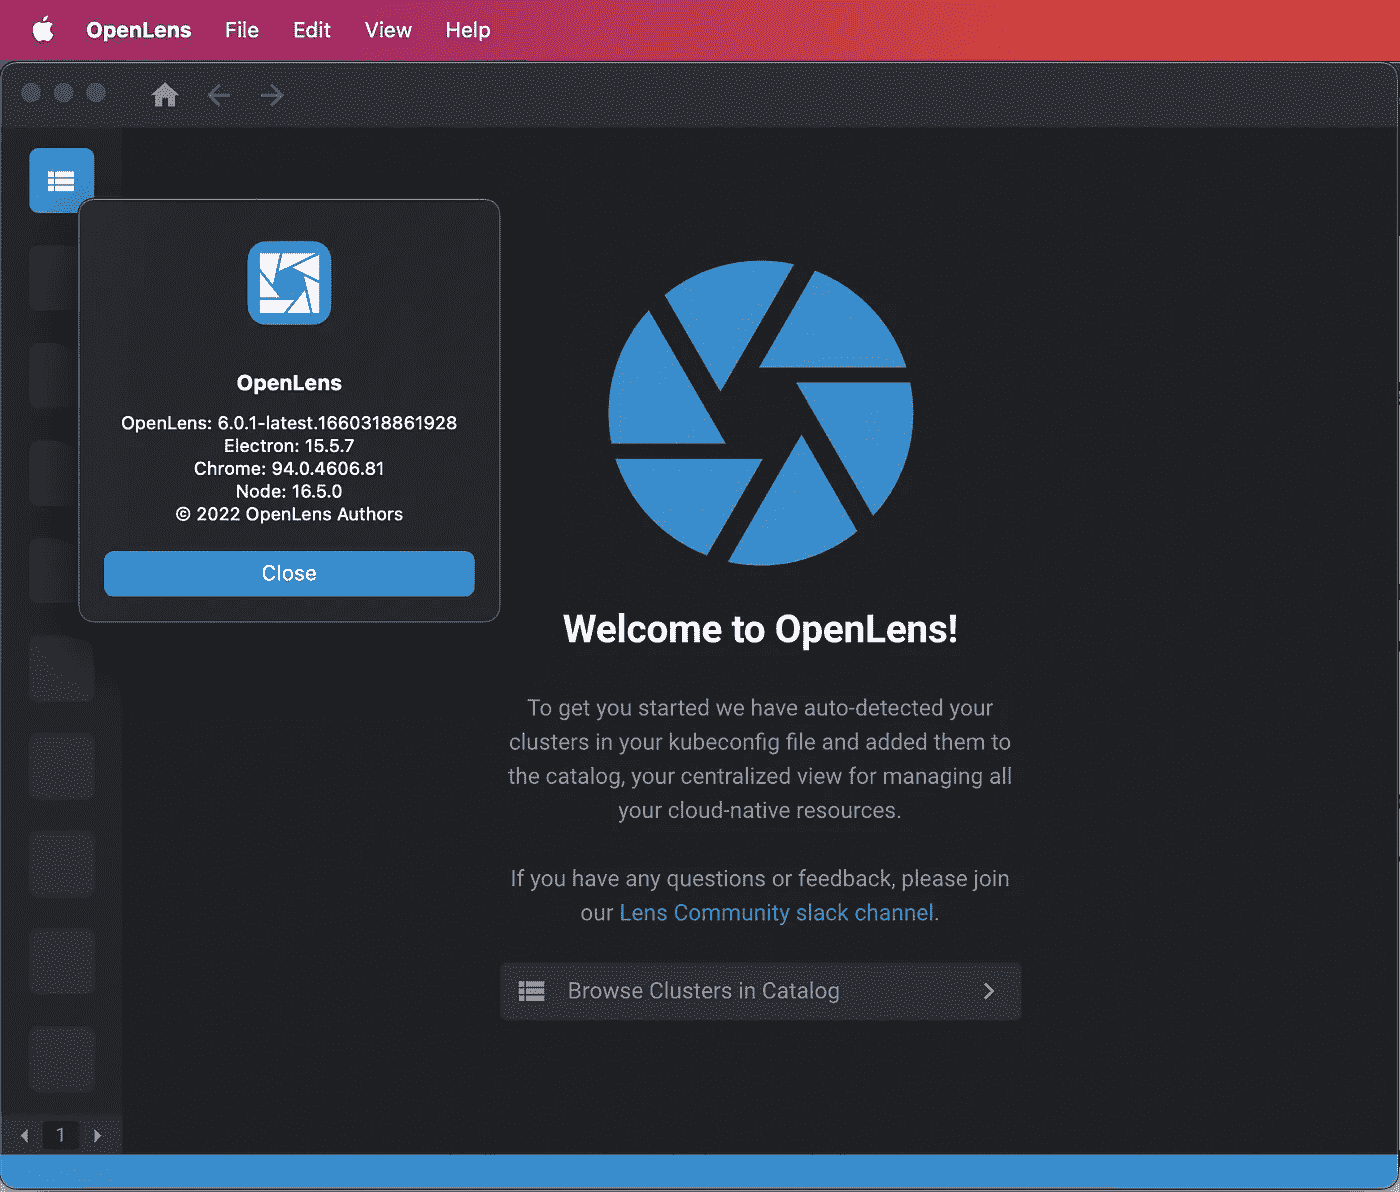 OpenLens File Edit View Help
OpenLens
OpenLens: 6.0.1-latest.1660318861928
Electron: 15.5.7
Chrome: 94.0.4606.81
Node: 16.5.0
© 2022 OpenLens Authors
Close
Welcome to OpenLens!
To get you started we have auto-detected your
clusters in your kubeconfig file and added them to
the catalog, your centralized view for managing all
your cloud-native resources.
If you have any questions or feedback, please join
our Lens Community slack channel.
Browse Clusters in Catalog
1